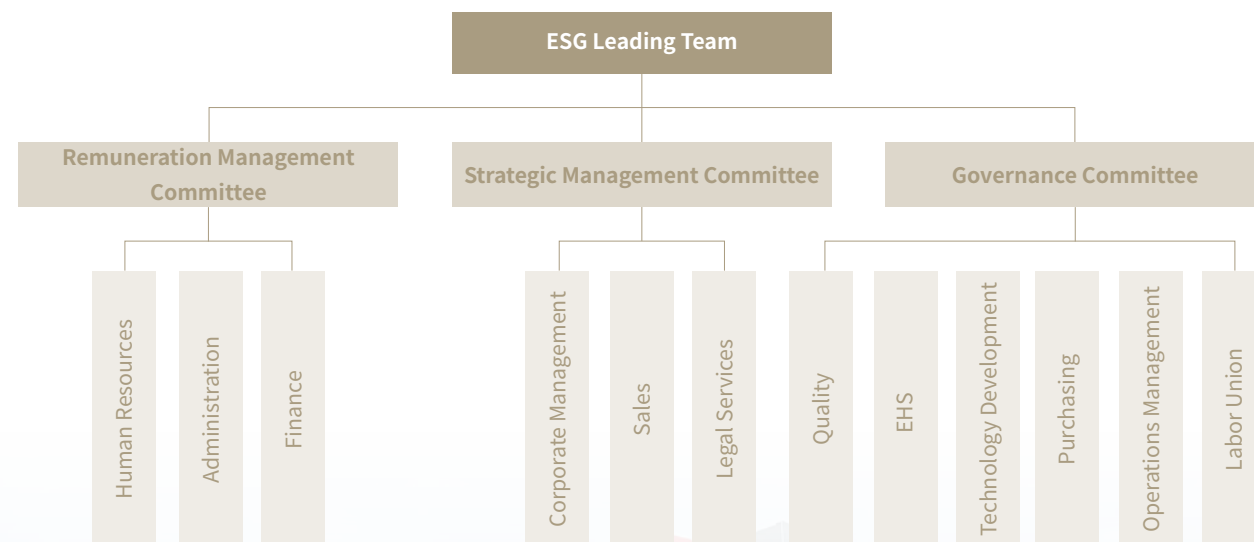 ESG Leading Team
Remuneration Management
Committee
Strategic Management Committee
Governance Committee
Human Resources
Administration
Finance
Corporate Management
Sales
Legal Services
Quality
EHS
Technology Development
Purchasing
Operations Management
Labor Union